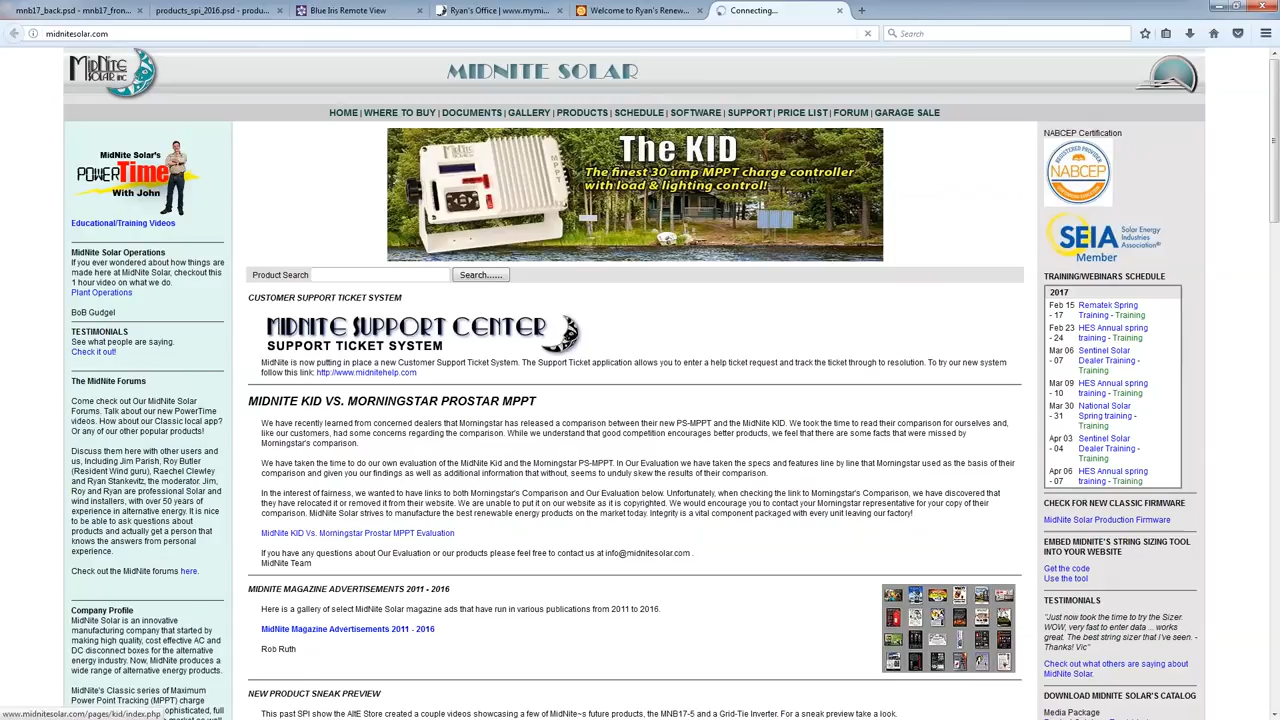 mnb17_back.psd - mnb17_fron...
products_spi_2016.psd - produ...
Blue Iris Remote View
Ryan's Office | www.mymi...
Welcome to Ryan's Renew...
Connecting...
midnitesolar.com
Search
MIDNITE SOLAR INC
MIDNITE SOLAR
HOME | WHERE TO BUY | DOCUMENTS | GALLERY | PRODUCTS | SCHEDULE | SOFTWARE | SUPPORT | PRICE LIST | FORUM | GARAGE SALE
MidNite Solar's
POWERTime
With John
Educational/Training Videos
MidNite Solar Operations
If you ever wondered about how things are
made here at MidNite Solar, checkout this
1 hour video on what we do.
Plant Operations
BoB Gudgel
TESTIMONIALS
See what people are saying.
Check it out!
The MidNite Forums
Come check out Our MidNite Solar
Forums. Talk about our new PowerTime
videos. How about our Classic local app?
Or any of our other popular products!
Discuss them here with other users and
us, Including Jim Parish, Roy Butler
(Resident Wind guru), Raechel Clewley
and Ryan Stankevitz, the moderator. Jim,
Roy and Ryan are professional Solar and
wind installers, with over 50 years of
experience in alternative energy. It is nice
to be able to ask questions about
products and actually get a person that
knows the answers from personal
experience.
Check out the MidNite forums here.
Company Profile
MidNite Solar is an innovative
manufacturing company that started by
making high quality, cost effective AC and
DC disconnect boxes for the alternative
energy industry. Now, MidNite produces a
wide range of alternative energy products.
MidNite's Classic series of Maximum
Power Point Tracking (MPPT) charge
sophisticated, full
www.midnitesolar.com/pages/kid/index.php
The KID
The finest 30 amp MPPT charge controller
with load & lighting control!
Product Search
Search......
CUSTOMER SUPPORT TICKET SYSTEM
MIDNITE SUPPORT CENTER
SUPPORT TICKET SYSTEM
MidNite is now putting in place a new Customer Support Ticket System. The Support Ticket application allows you to enter a help ticket request and track the ticket through to resolution. To try our new system
follow this link: http://www.midnitehelp.com
MIDNITE KID VS. MORNINGSTAR PROSTAR MPPT
We have recently learned from concerned dealers that Morningstar has released a comparison between their new PS-MPPT and the MidNite KID. We took the time to read their comparison for ourselves and,
like our customers, had some concerns regarding the comparison. While we understand that good competition encourages better products, we feel that there are some facts that were missed by
Morningstar's comparison.
We have taken the time to do our own evaluation of the MidNite Kid and the Morningstar PS-MPPT. In Our Evaluation we have taken the specs and features line by line that Morningstar used as the basis of their
comparison and given you our findings as well as additional information that without, seems to unduly skew the results of their comparison.
In the interest of fairness, we wanted to have links to both Morningstar's Comparison and Our Evaluation below. Unfortunately, when checking the link to Morningstar's Comparison, we have discovered that
they have relocated it or removed it from their website. We are unable to put it on our website as it is copyrighted. We would encourage you to contact your Morningstar representative for your copy of their
comparison. MidNite Solar strives to manufacture the best renewable energy products on the market today. Integrity is a vital component packaged with every unit leaving our factory!
MidNite KID Vs. Morningstar Prostar MPPT Evaluation
If you have any questions about Our Evaluation or our products please feel free to contact us at info@midnitesolar.com .
MidNite Team
MIDNITE MAGAZINE ADVERTISEMENTS 2011 - 2016
Here is a gallery of select MidNite Solar magazine ads that have run in various publications from 2011 to 2016.
MidNite Magazine Advertisements 2011 - 2016
Rob Ruth
NEW PRODUCT SNEAK PREVIEW
This past SPI show the AltE Store created a couple videos showcasing a few of MidNite~s future products, the MNB17-5 and a Grid-Tie Inverter. For a sneak preview take a look.
NABCEP Certification
REGISTERED PROVIDER
NABCEP
SEIA Solar Energy
Industries
Association®
Member
TRAINING/WEBINARS SCHEDULE
2017
Feb 15 Rematek Spring
- 17 Training - Training
Feb 23 HES Annual spring
- 24 training - Training
Mar 06 Sentinel Solar
- 07 Dealer Training -
Training
Mar 09 HES Annual spring
- 10 training - Training
Mar 30 National Solar
- 31 Spring training -
Training
Apr 03 Sentinel Solar
- 04 Dealer Training -
Training
Apr 06 HES Annual spring
- 07 training - Training
CHECK FOR NEW CLASSIC FIRMWARE
MidNite Solar Production Firmware
EMBED MIDNITE'S STRING SIZING TOOL
INTO YOUR WEBSITE
Get the code
Use the tool
TESTIMONIALS
"Just now took the time to try the Sizer.
WOW, very fast to enter data ... works
great. The best string sizer that i've seen. -
Thanks! Vic"
Check out what others are saying about
MidNite Solar.
DOWNLOAD MIDNITE SOLAR'S CATALOG
Media Package